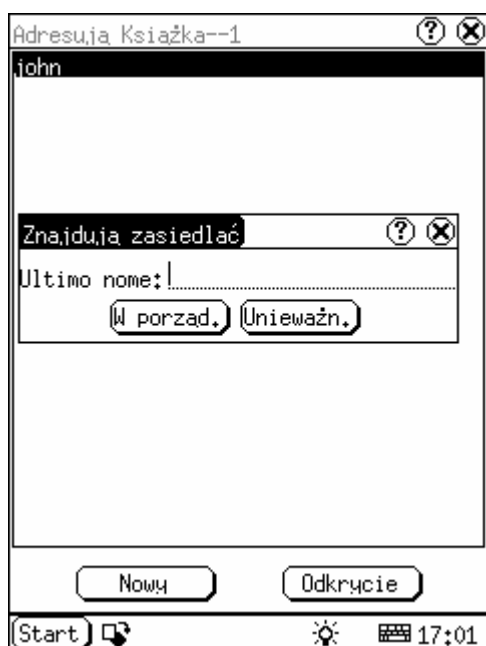 Adresują Książka--1
john
Znajdują zasiedlać
Ultimo nome:
W porząd. Unieważn.
Nowy Odkrycie
Start 17:01